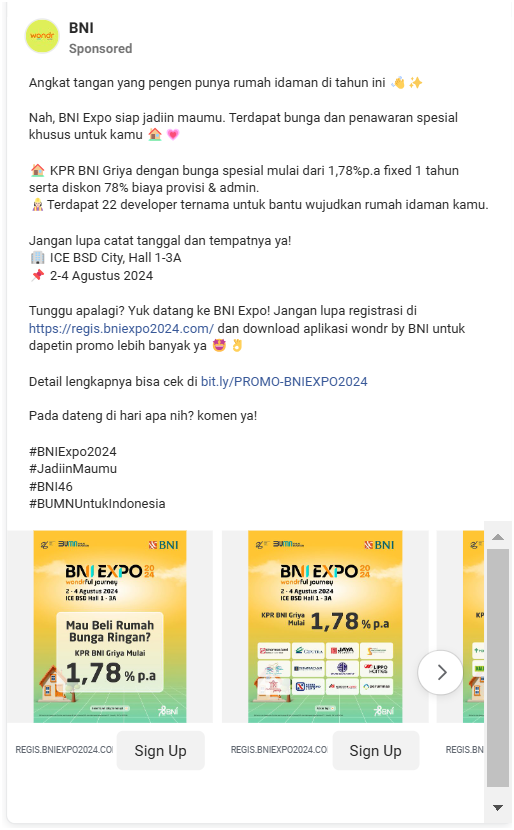 wondr
BNI
Sponsored
Angkat tangan yang pengen punya rumah idaman di tahun ini 👋 ✨
Nah, BNI Expo siap jadiin maumu. Terdapat bunga dan penawaran spesial
khusus untuk kamu 🏠 💗
🏠 KPR BNI Griya dengan bunga spesial mulai dari 1,78%p.a fixed 1 tahun
serta diskon 78% biaya provisi & admin.
Terdapat 22 developer ternama untuk bantu wujudkan rumah idaman kamu.
Jangan lupa catat tanggal dan tempatnya ya!
🏢 ICE BSD City, Hall 1-3A
📌 2-4 Agustus 2024
Tunggu apalagi? Yuk datang ke BNI Expo! Jangan lupa registrasi di
https://regis.bniexpo2024.com/ dan download aplikasi wondr by BNI untuk
dapetin promo lebih banyak ya 🤩 👌
Detail lengkapnya bisa cek di bit.ly/PROMO-BNIEXPO2024
Pada dateng di hari apa nih? komen ya!
#BNIExpo2024
#JadiinMaumu
#BNI46
#BUMNUntukIndonesia
BUMN
BNI
BNI EXPO 2024
wondrful journey
2 - 4 Agustus 2024
ICE BSD Hall 1 - 3A
Mau Beli Rumah
Bunga Ringan?
KPR BNI Griya Mulai
1,78 % p.a
BNI
REGIS.BNIEXPO2024.CO
Sign Up
BUMN
BNI
BNI EXPO 2024
wondrful journey
2 - 4 Agustus 2024
ICE BSD Hall 1 - 3A
KPR BNI Griya
Mulai
1,78 % p.a
CIPUTRA
JAYA
LIPPO
BNI
REGIS.BNIEXPO2024.CO
Sign Up
REGIS.BN